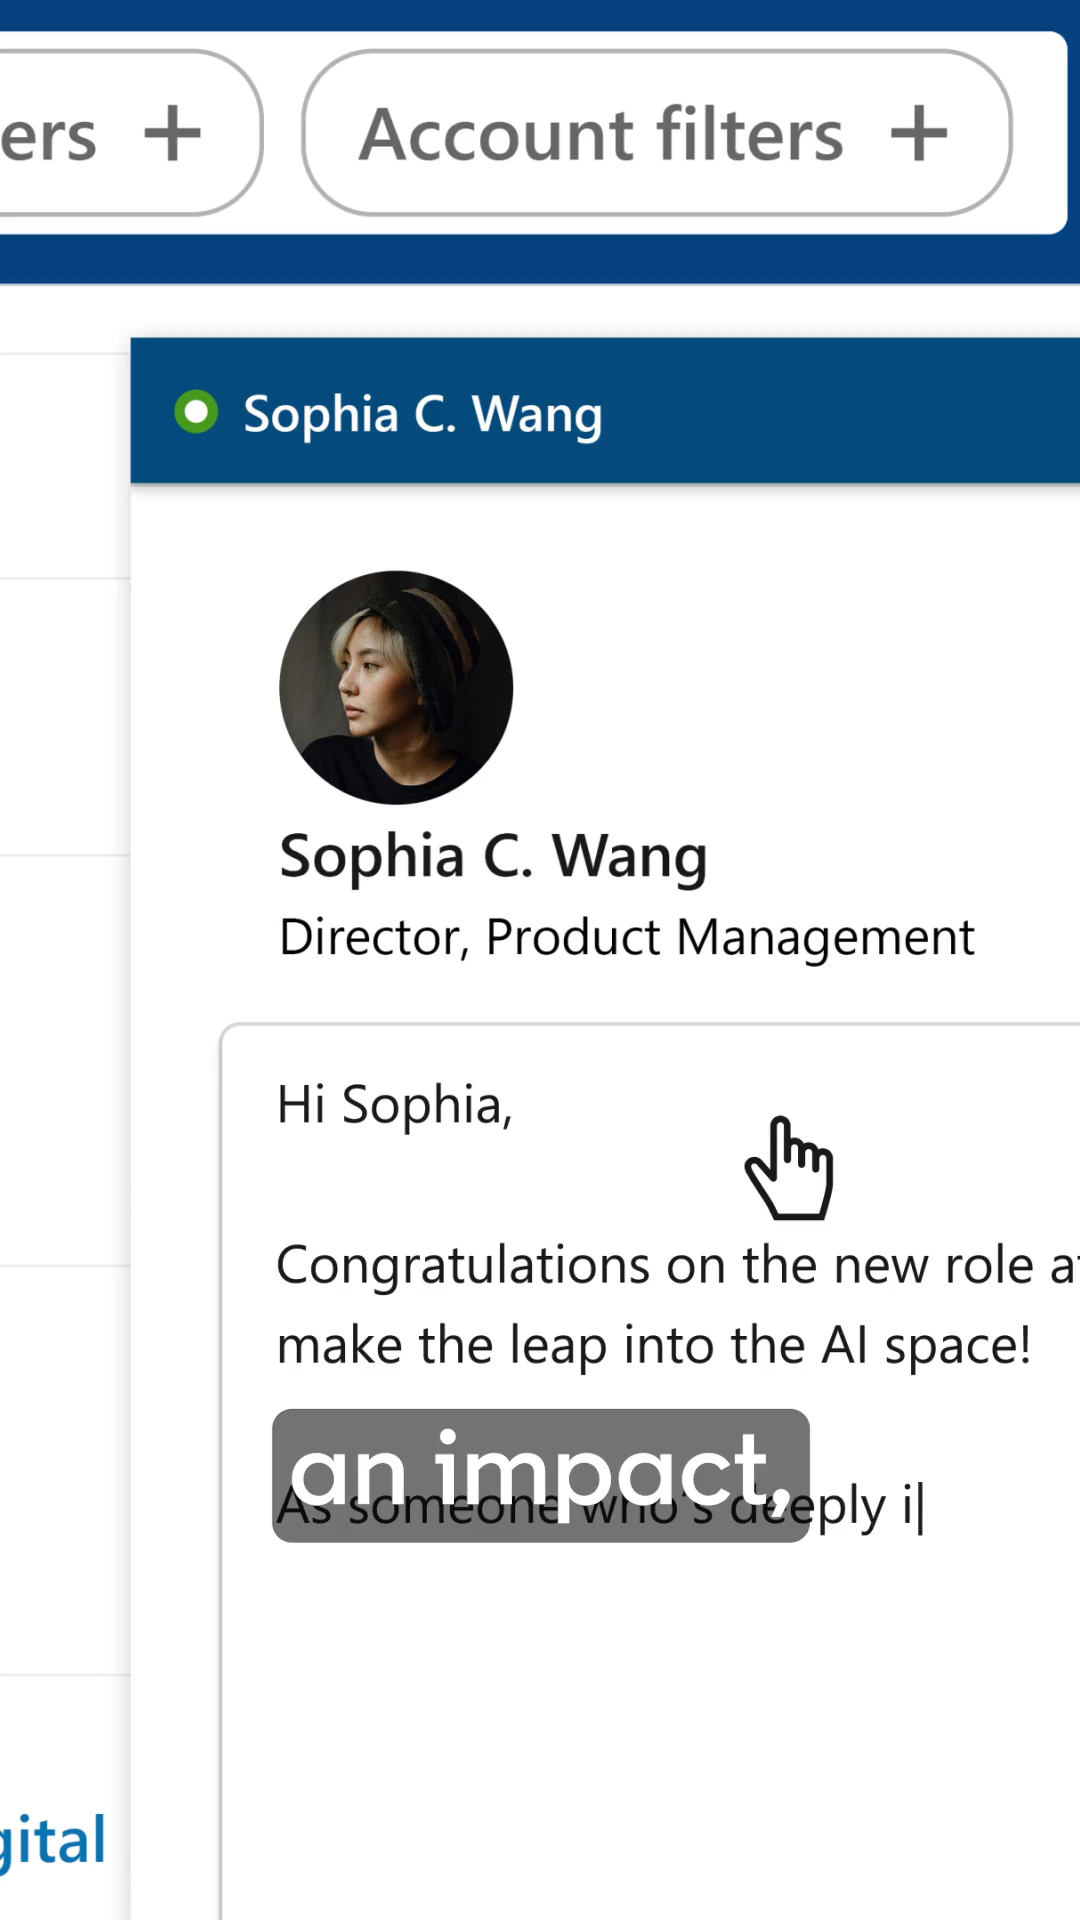 ers +
Account filters +
Sophia C. Wang
Sophia C. Wang
Director, Product Management
Hi Sophia,
Congratulations on the new role
make the leap into the AI space!
an impact,
As someone who's deeply i
gital